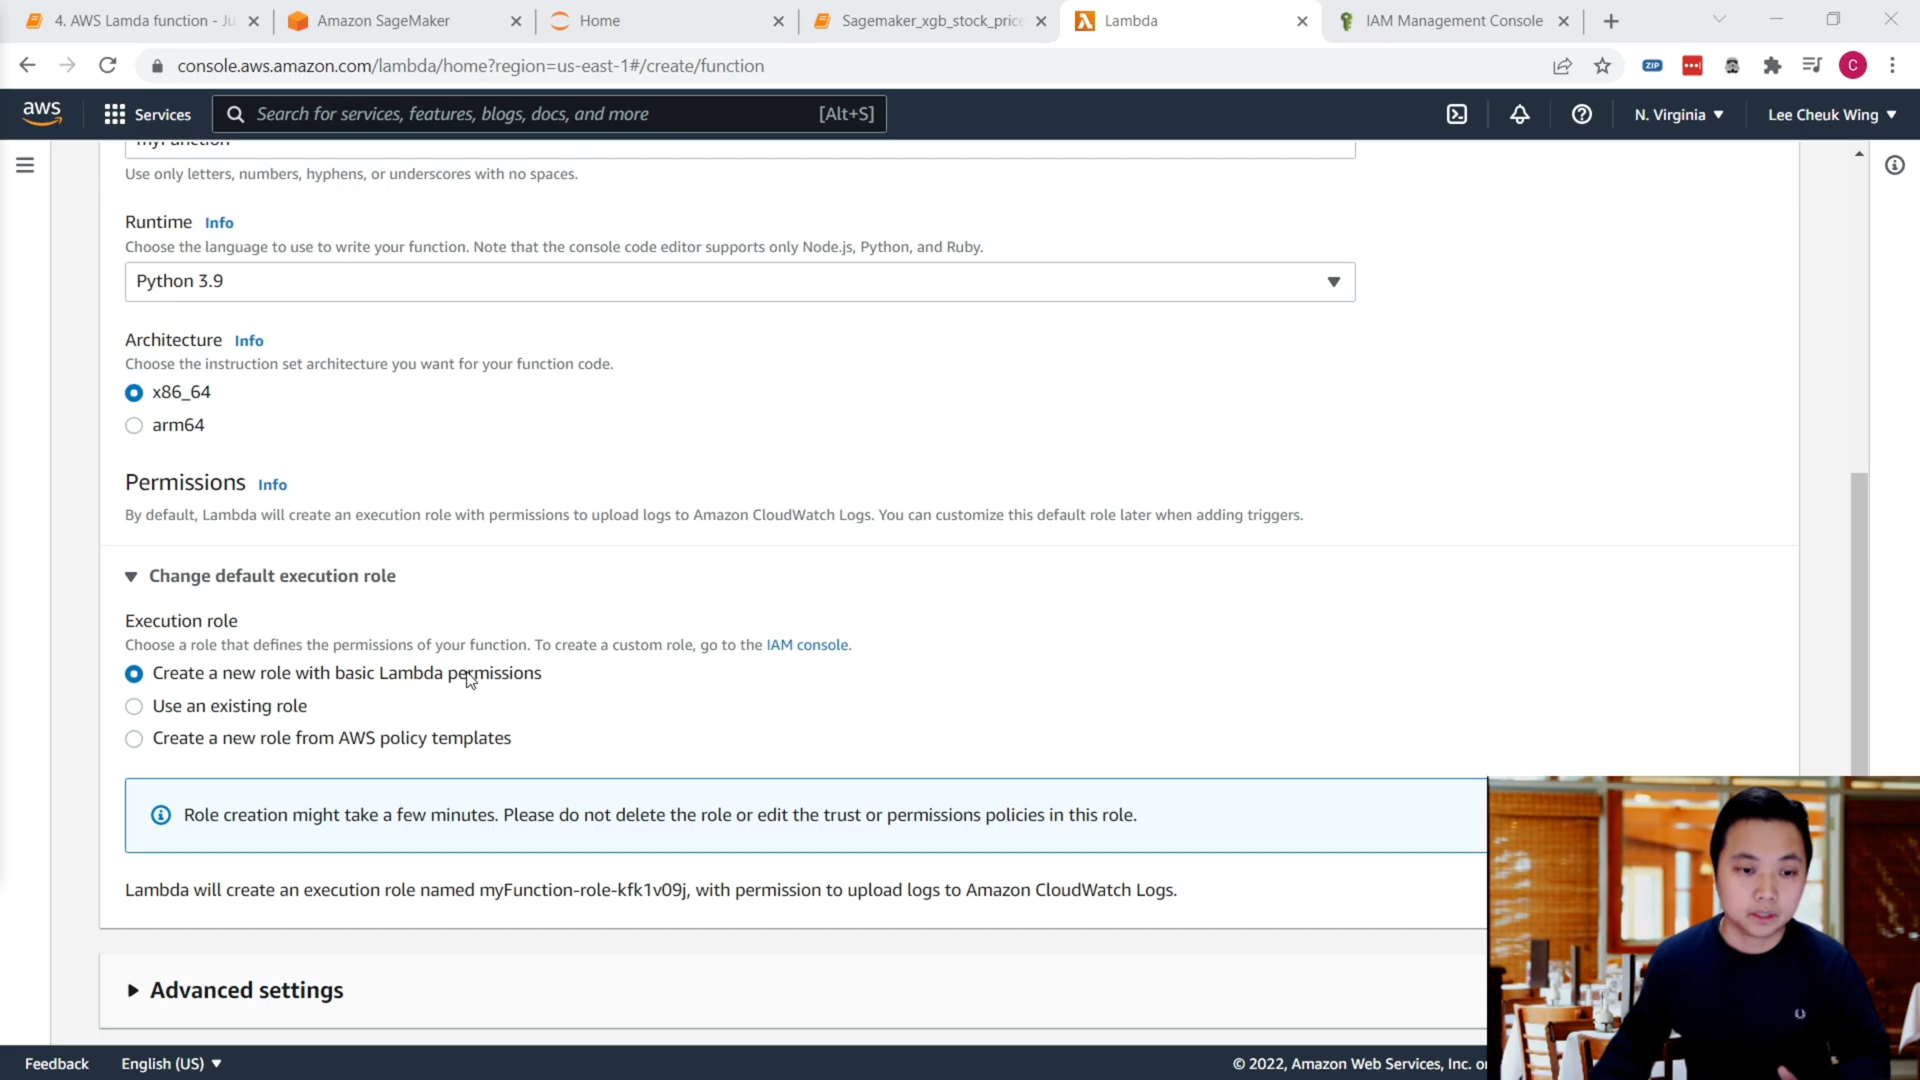 4. AWS Lamda function - Ju
Amazon SageMaker
Home
Sagemaker_xgb_stock_price
Lambda
IAM Management Console
console.aws.amazon.com/lambda/home?region=us-east-1#/create/function
ZIP
C
aws
Services
Search for services, features, blogs, docs, and more
[Alt+S]
N. Virginia
Lee Cheuk Wing
myFunction
Use only letters, numbers, hyphens, or underscores with no spaces.
Runtime Info
Choose the language to use to write your function. Note that the console code editor supports only Node.js, Python, and Ruby.
Python 3.9
Architecture Info
Choose the instruction set architecture you want for your function code.
x86_64
arm64
Permissions Info
By default, Lambda will create an execution role with permissions to upload logs to Amazon CloudWatch Logs. You can customize this default role later when adding triggers.
Change default execution role
Execution role
Choose a role that defines the permissions of your function. To create a custom role, go to the IAM console.
Create a new role with basic Lambda permissions
Use an existing role
Create a new role from AWS policy templates
Role creation might take a few minutes. Please do not delete the role or edit the trust or permissions policies in this role.
Lambda will create an execution role named myFunction-role-kfk1v09j, with permission to upload logs to Amazon CloudWatch Logs.
Advanced settings
Feedback
English (US)
© 2022, Amazon Web Services, Inc. o